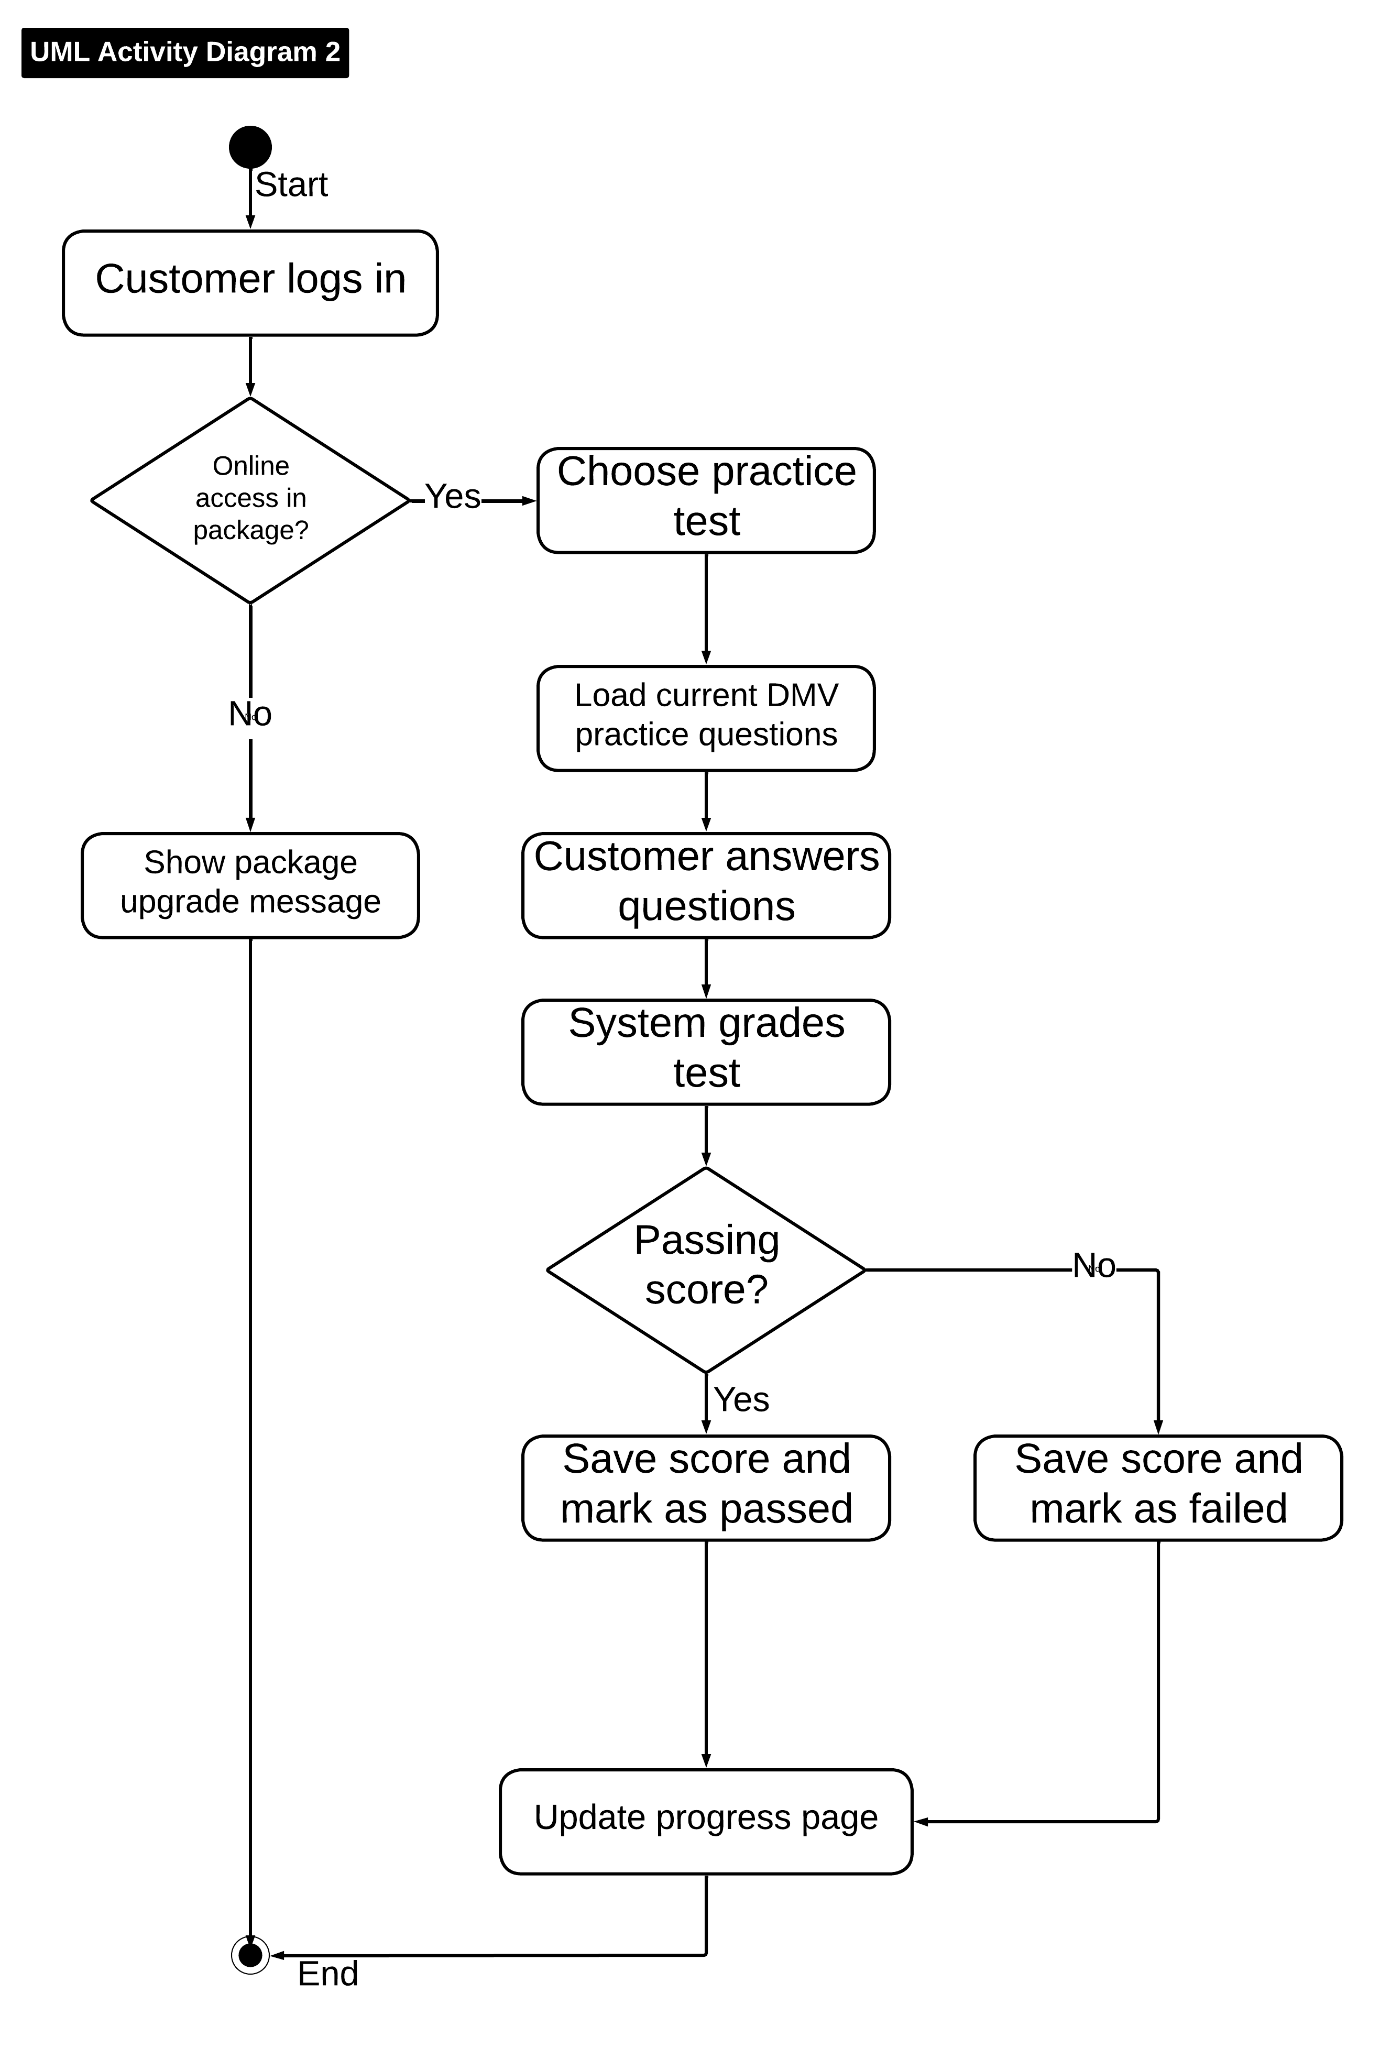 UML Activity Diagram 2
Start
Customer logs in
Online
access in
package?
Yes
Choose practice
test
No
Load current DMV
practice questions
Show package
upgrade message
Customer answers
questions
System grades
test
Passing
score?
No
Yes
Save score and
mark as passed
Save score and
mark as failed
Update progress page
End